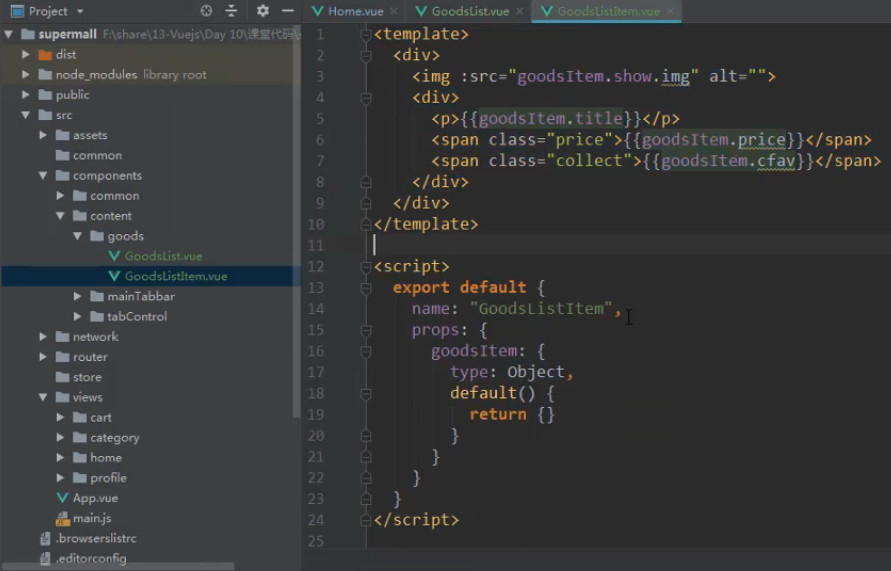 Project
Home.vue
GoodsList.vue
GoodsListItem.vue
supermall F:\share\13-Vuejs\Day 10\课堂代码\
dist
node_modules library root
public
src
assets
common
components
common
content
goods
GoodsList.vue
GoodsListItem.vue
mainTabbar
tabControl
network
router
store
views
cart
category
home
profile
App.vue
main.js
.browserslistrc
.editorconfig
1 <template>
2 <div>
3 <img :src="goodsItem.show.img" alt="">
4 <div>
5 <p>{{goodsItem.title}}</p>
6 <span class="price">{{goodsItem.price}}</span>
7 <span class="collect">{{goodsItem.cfav}}</span>
8 </div>
9 </div>
10 </template>
11
12 <script>
13 export default {
14 name: "GoodsListItem",
15 props: {
16 goodsItem: {
17 type: Object,
18 default() {
19 return {}
20 }
21 }
22 }
23 }
24 </script>
25